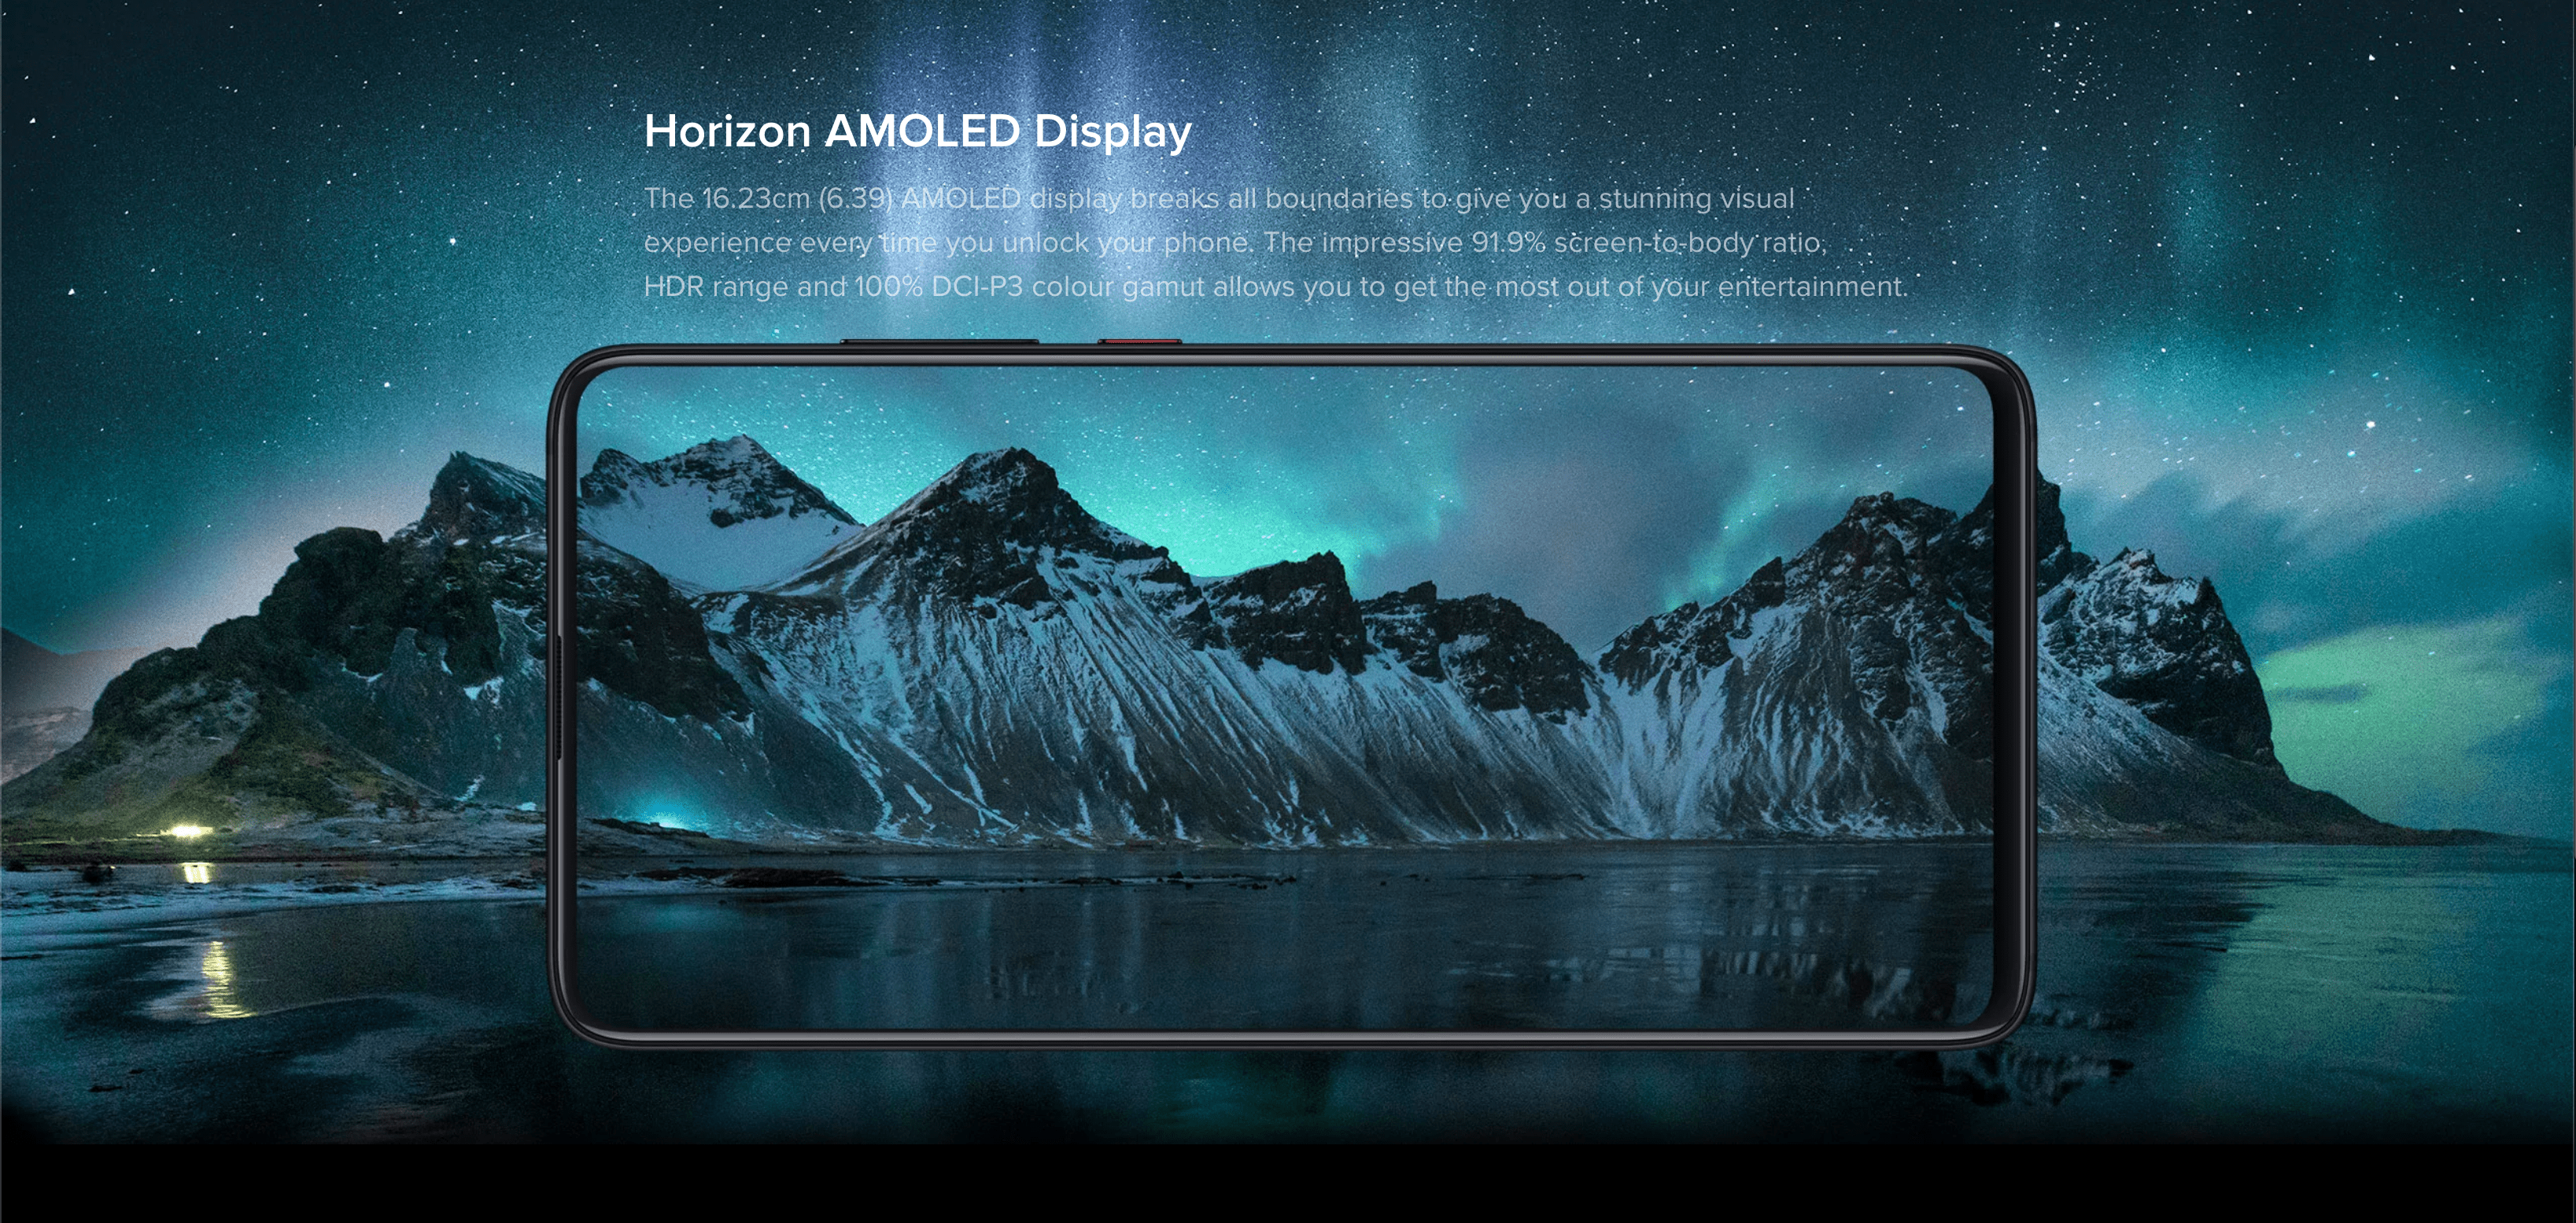 Horizon AMOLED Display
The 16.23cm (6.39) AMOLED display breaks all boundaries to give you a stunning visual
experience every time you unlock your phone. The impressive 91.9% screen-to-body ratio,
HDR range and 100% DCI-P3 colour gamut allows you to get the most out of your entertainment.